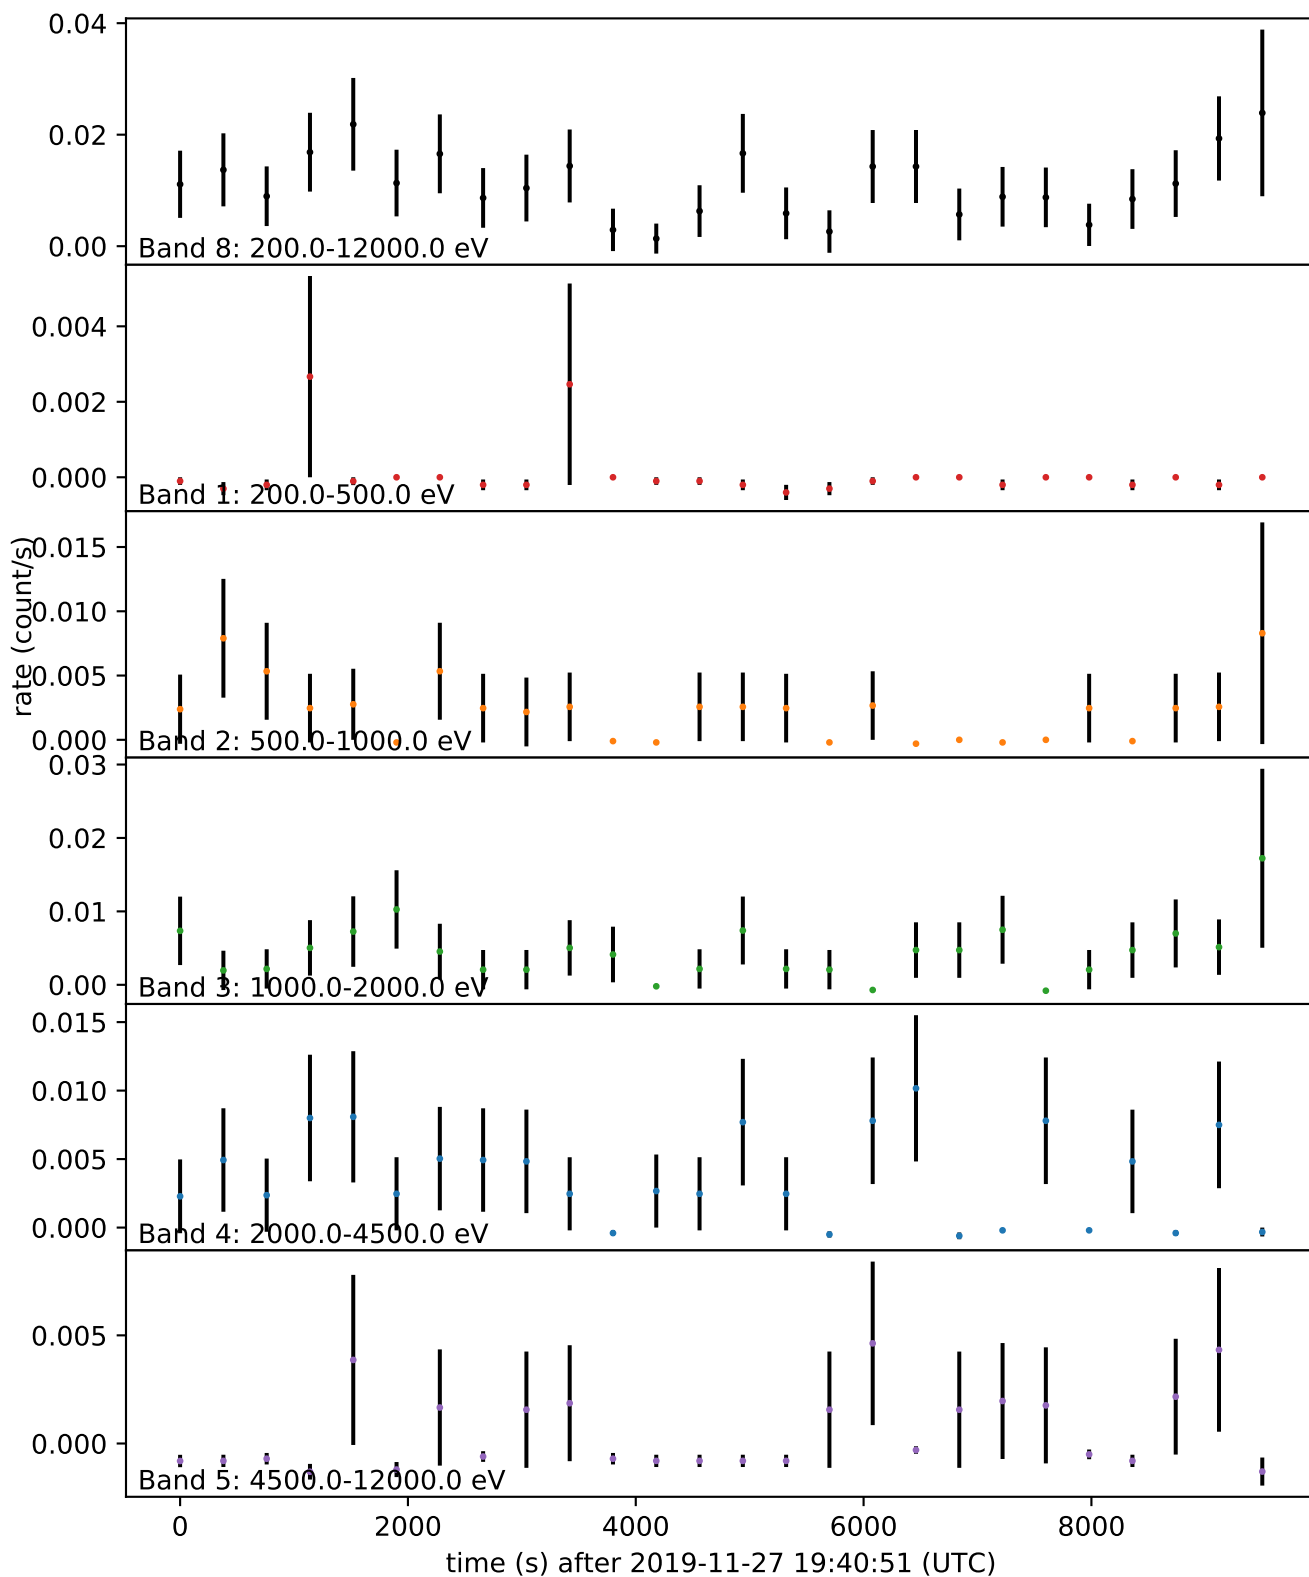 0.04
0.02
0.00
Band 8: 200.0-12000.0 eV
0.004
0.002
0.000
Band 1: 200.0-500.0 eV
rate (count/s)
0.015
0.010
0.005
0.000
Band 2: 500.0-1000.0 eV
0.03
0.02
0.01
0.00
Band 3: 1000.0-2000.0 eV
0.015
0.010
0.005
0.000
Band 4: 2000.0-4500.0 eV
0.005
0.000
Band 5: 4500.0-12000.0 eV
0 2000 4000 6000 8000
time (s) after 2019-11-27 19:40:51 (UTC)